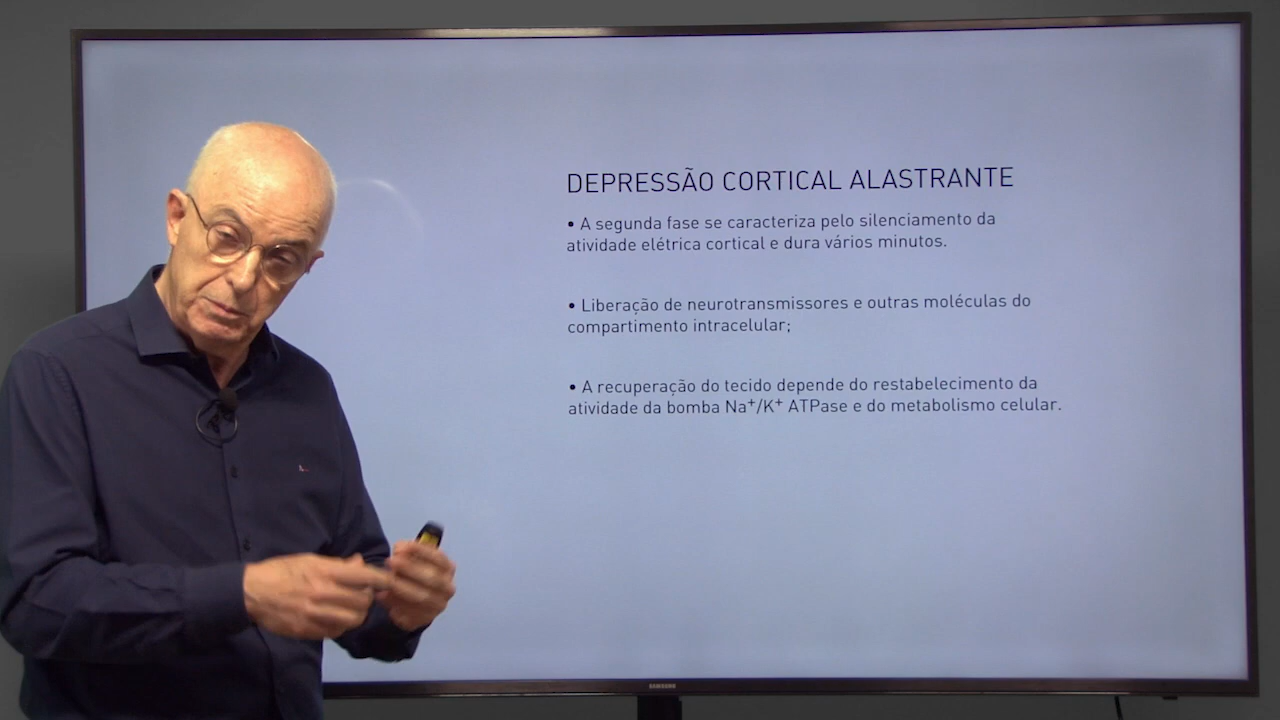 DEPRESSÃO CORTICAL ALASTRANTE
• A segunda fase se caracteriza pelo silenciamento da
atividade elétrica cortical e dura vários minutos.
• Liberação de neurotransmissores e outras moléculas do
compartimento intracelular;
• A recuperação do tecido depende do restabelecimento da
atividade da bomba Na⁺/K⁺ ATPase e do metabolismo celular.
SAMSUNG